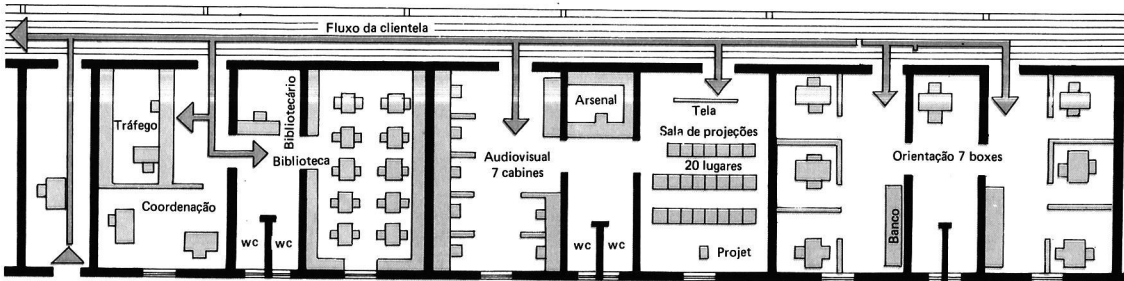 Fluxo da clientela
Tráfego
Coordenação
Bibliotecário
Biblioteca
wc
wc
Audiovisual
7 cabines
Arsenal
wc
wc
Tela
Sala de projeções
20 lugares
Projet
Orientação 7 boxes
Banco